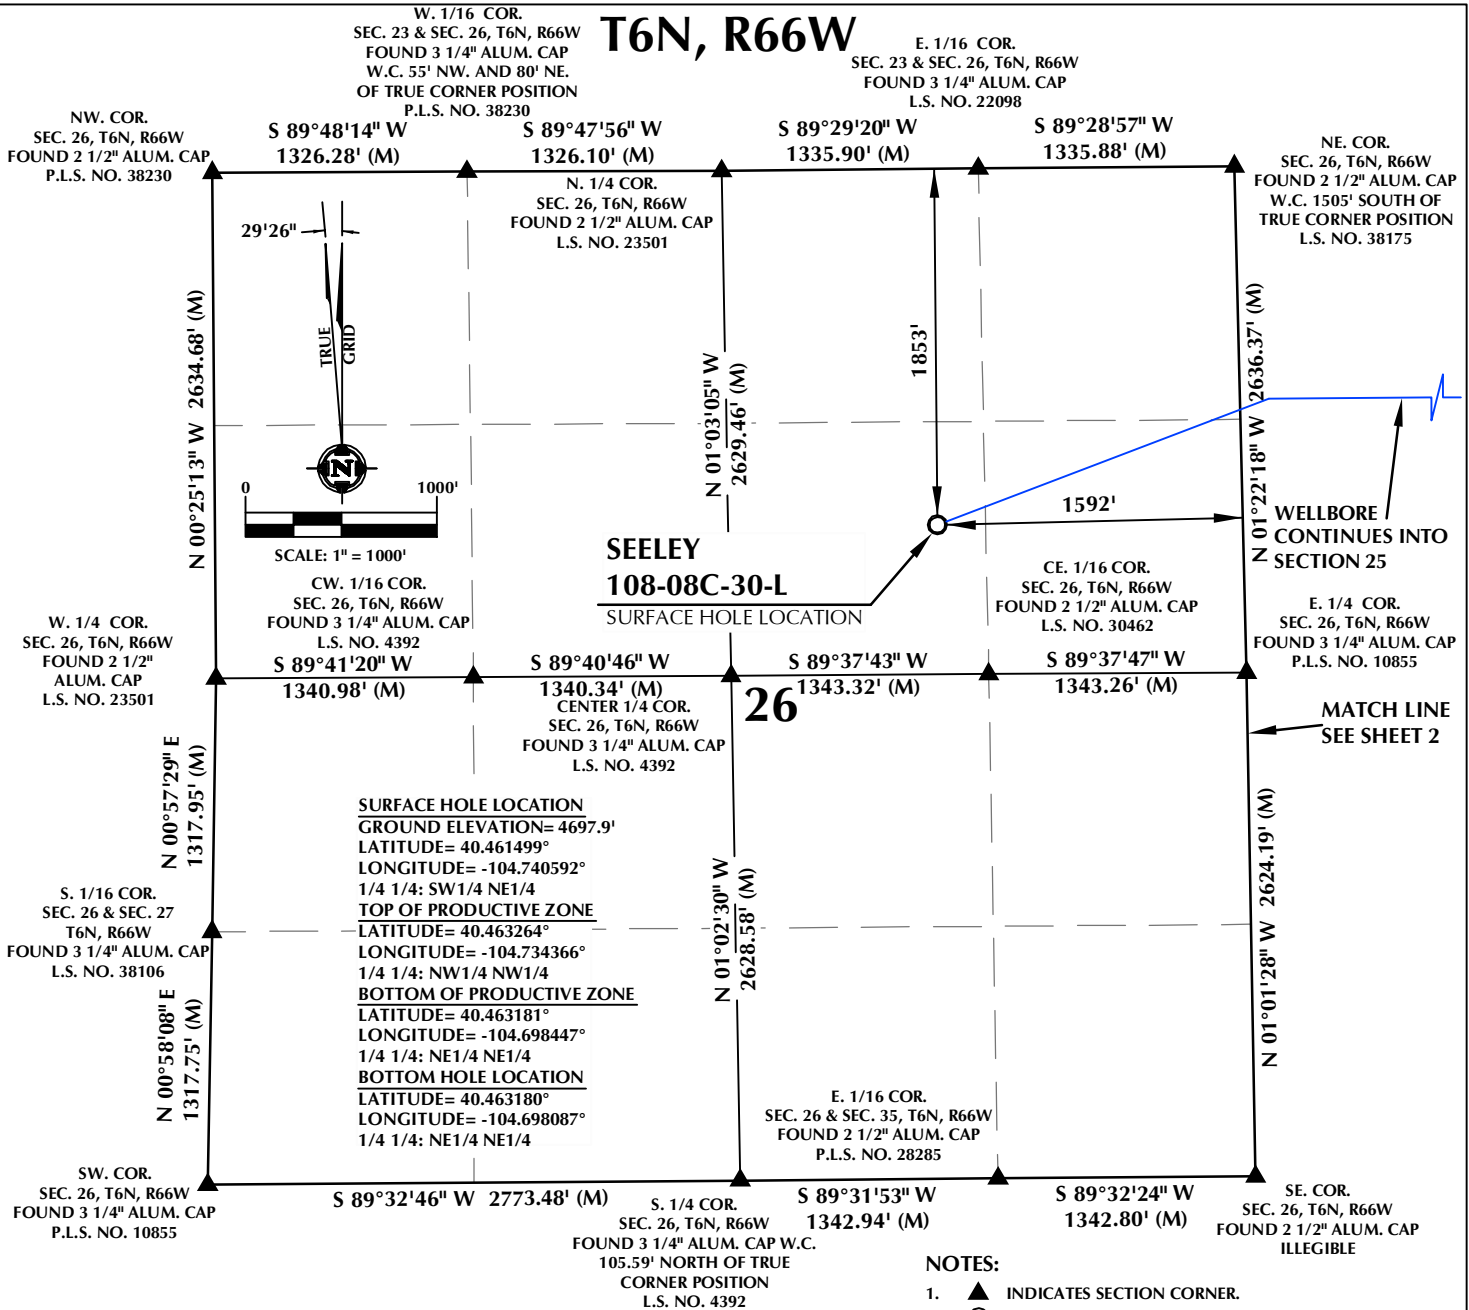 T6N, R66W
W. 1/16 COR.
SEC. 23 & SEC. 26, T6N, R66W
FOUND 3 1/4" ALUM. CAP
W.C. 55' NW. AND 80' NE.
OF TRUE CORNER POSITION
P.L.S. NO. 38230
E. 1/16 COR.
SEC. 23 & SEC. 26, T6N, R66W
FOUND 3 1/4" ALUM. CAP
L.S. NO. 22098
NW. COR.
SEC. 26, T6N, R66W
FOUND 2 1/2" ALUM. CAP
P.L.S. NO. 38230
S 89°48'14" W
1326.28' (M)
S 89°47'56" W
1326.10' (M)
S 89°29'20" W
1335.90' (M)
S 89°28'57" W
1335.88' (M)
NE. COR.
SEC. 26, T6N, R66W
FOUND 2 1/2" ALUM. CAP
W.C. 1505' SOUTH OF
TRUE CORNER POSITION
L.S. NO. 38175
N. 1/4 COR.
SEC. 26, T6N, R66W
FOUND 2 1/2" ALUM. CAP
L.S. NO. 23501
29'26"
TRUE
GRID
N
0 1000'
SCALE: 1" = 1000'
N 00°25'13" W 2634.68' (M)
N 01°03'05" W
2629.46' (M)
1853'
N 01°22'18" W 2636.37' (M)
1592'
WELLBORE
CONTINUES INTO
SECTION 25
SEELEY
108-08C-30-L
SURFACE HOLE LOCATION
CW. 1/16 COR.
SEC. 26, T6N, R66W
FOUND 3 1/4" ALUM. CAP
L.S. NO. 4392
CE. 1/16 COR.
SEC. 26, T6N, R66W
FOUND 2 1/2" ALUM. CAP
L.S. NO. 30462
E. 1/4 COR.
SEC. 26, T6N, R66W
FOUND 3 1/4" ALUM. CAP
P.L.S. NO. 10855
W. 1/4 COR.
SEC. 26, T6N, R66W
FOUND 2 1/2"
ALUM. CAP
L.S. NO. 23501
S 89°41'20" W
1340.98' (M)
S 89°40'46" W
1340.34' (M)
S 89°37'43" W
1343.32' (M)
S 89°37'47" W
1343.26' (M)
CENTER 1/4 COR.
SEC. 26, T6N, R66W
FOUND 3 1/4" ALUM. CAP
L.S. NO. 4392
26
MATCH LINE
SEE SHEET 2
N 00°57'29" E
1317.95' (M)
SURFACE HOLE LOCATION
GROUND ELEVATION= 4697.9'
LATITUDE= 40.461499°
LONGITUDE= -104.740592°
1/4 1/4: SW1/4 NE1/4
TOP OF PRODUCTIVE ZONE
LATITUDE= 40.463264°
LONGITUDE= -104.734366°
1/4 1/4: NW1/4 NW1/4
BOTTOM OF PRODUCTIVE ZONE
LATITUDE= 40.463181°
LONGITUDE= -104.698447°
1/4 1/4: NE1/4 NE1/4
BOTTOM HOLE LOCATION
LATITUDE= 40.463180°
LONGITUDE= -104.698087°
1/4 1/4: NE1/4 NE1/4
S. 1/16 COR.
SEC. 26 & SEC. 27
T6N, R66W
FOUND 3 1/4" ALUM. CAP
L.S. NO. 38106
N 00°58'08" E
1317.75' (M)
N 01°02'30" W
2628.58' (M)
N 01°01'28" W 2624.19' (M)
E. 1/16 COR.
SEC. 26 & SEC. 35, T6N, R66W
FOUND 2 1/2" ALUM. CAP
P.L.S. NO. 28285
SW. COR.
SEC. 26, T6N, R66W
FOUND 3 1/4" ALUM. CAP
P.L.S. NO. 10855
S 89°32'46" W 2773.48' (M)
S. 1/4 COR.
SEC. 26, T6N, R66W
FOUND 3 1/4" ALUM. CAP W.C.
105.59' NORTH OF TRUE
CORNER POSITION
L.S. NO. 4392
S 89°31'53" W
1342.94' (M)
S 89°32'24" W
1342.80' (M)
SE. COR.
SEC. 26, T6N, R66W
FOUND 2 1/2" ALUM. CAP
ILLEGIBLE
NOTES:
1. ▲ INDICATES SECTION CORNER.